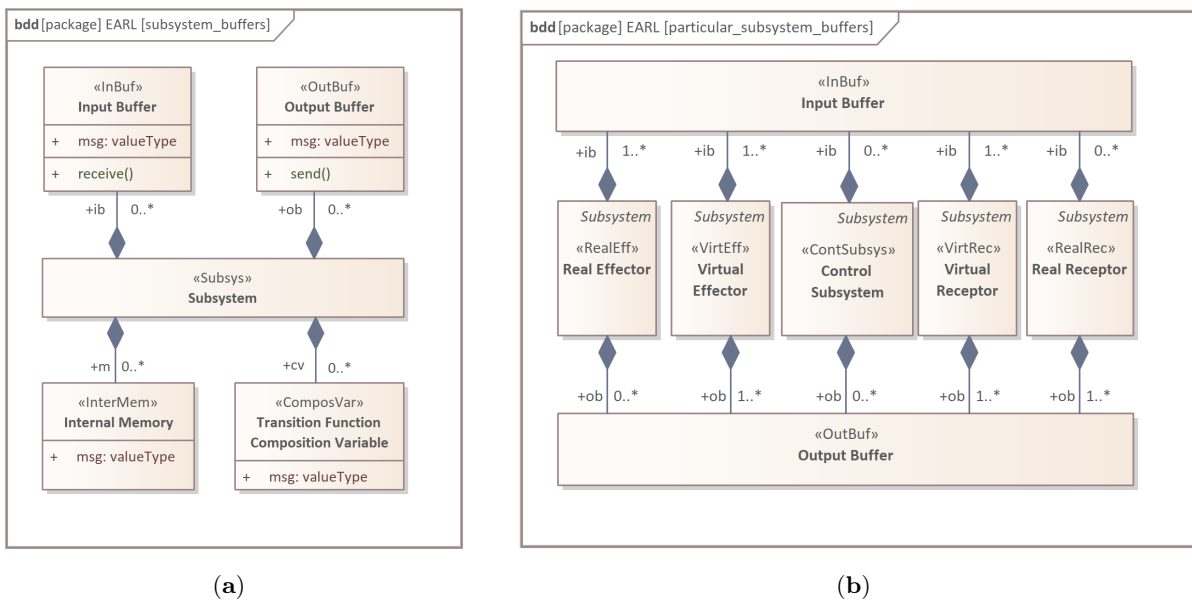 bdd [package] EARL [subsystem_buffers]
«InBuf»
Input Buffer
+ msg: valueType
+ receive()
«OutBuf»
Output Buffer
+ msg: valueType
+ send()
+ib 0..*
+ob 0..*
«Subsys»
Subsystem
+m 0..*
+cv 0..*
«InterMem»
Internal Memory
+ msg: valueType
«ComposVar»
Transition Function
Composition Variable
+ msg: valueType
(a)
bdd [package] EARL [particular_subsystem_buffers]
«InBuf»
Input Buffer
+ib 1..* +ib 1..* +ib 0..* +ib 1..* +ib 0..*
Subsystem
«RealEff»
Real Effector
Subsystem
«VirtEff»
Virtual
Effector
Subsystem
«ContSubsys»
Control
Subsystem
Subsystem
«VirtRec»
Virtual
Receptor
Subsystem
«RealRec»
Real Receptor
+ob 0..* +ob 1..* +ob 0..* +ob 1..* +ob 1..*
«OutBuf»
Output Buffer
(b)